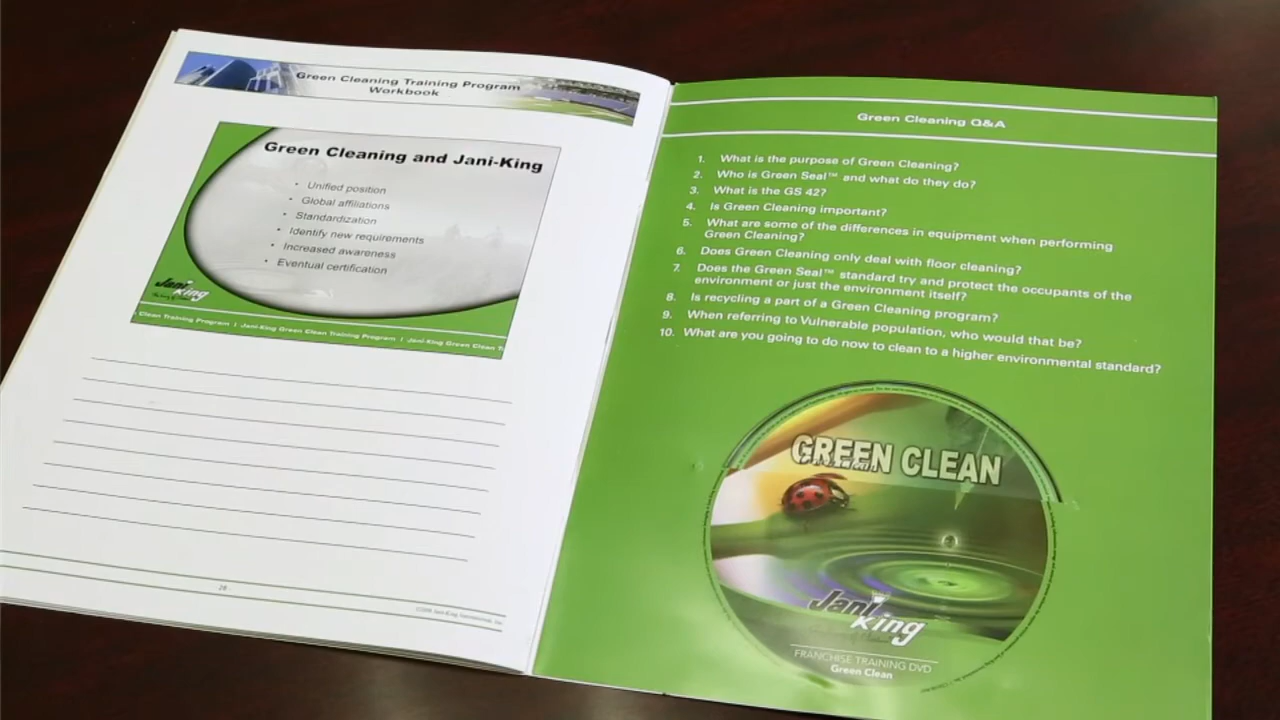 Green Cleaning Training Program
Workbook
Green Cleaning and Jani-King
• Unified position
• Global affiliations
• Standardization
• Identify new requirements
• Increased awareness
• Eventual certification
Jani
King
Clean Training Program | Jani-King Green Clean Training Program | Jani-King Green Clean
Green Cleaning Q&A
1. What is the purpose of Green Cleaning?
2. Who is Green Seal™ and what do they do?
3. What is the GS 42?
4. Is Green Cleaning important?
5. What are some of the differences in equipment when performing
Green Cleaning?
6. Does Green Cleaning only deal with floor cleaning?
7. Does the Green Seal™ standard try and protect the occupants of the
environment or just the environment itself?
8. Is recycling a part of a Green Cleaning program?
9. When referring to Vulnerable population, who would that be?
10. What are you going to do now to clean to a higher environmental standard?
GREEN CLEAN
Jani
King
FRANCHISE TRAINING DVD
Green Clean